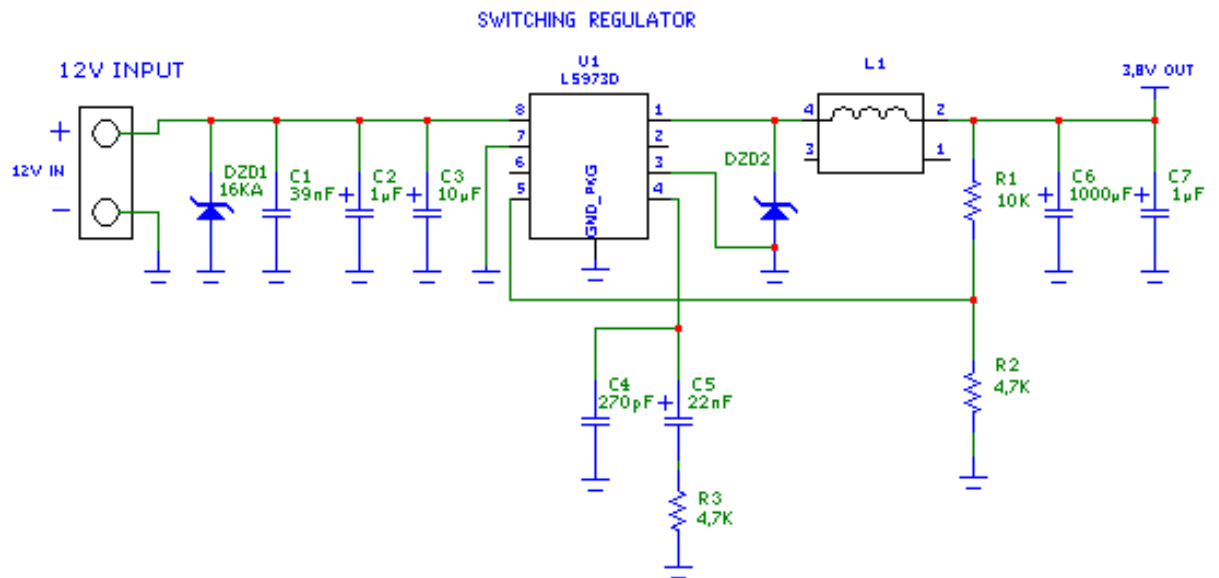 SWITCHING REGULATOR
12V INPUT
U1
L5973D
L1
3,8V OUT
+
12V IN
−
8
7
6
5
1
2
3
4
GND_PKG
4
3
2
1
DZD1
16KA
C1
39nF
+
C2
1µF
+
C3
10µF
DZD2
R1
10K
+
C6
1000µF
+
C7
1µF
R2
4,7K
C4
270pF
+
C5
22nF
R3
4,7K